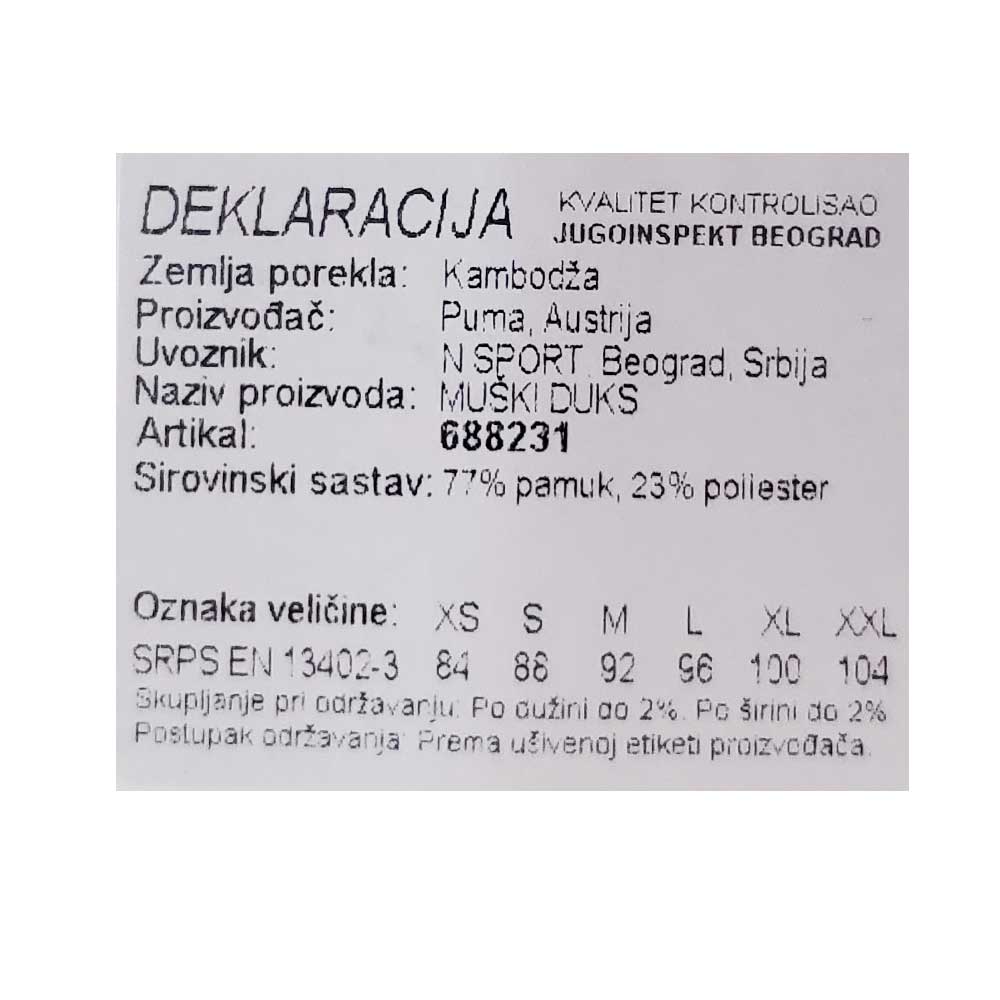 DEKLARACIJA
KVALITET KONTROLISAO
JUGOINSPEKT BEOGRAD
Zemlja porekla: Kambodža
Proizvođač: Puma, Austrija
Uvoznik: N SPORT, Beograd, Srbija
Naziv proizvoda: MUŠKI DUKS
Artikal: 688231
Sirovinski sastav: 77% pamuk, 23% poliester
Oznaka veličine: XS S M L XL XXL
SRPS EN 13402-3 84 88 92 96 100 104
Skupljanje pri održavanju: Po dužini do 2%. Po širini do 2%
Postupak održavanja: Prema ušivenoj etiketi proizvođača.